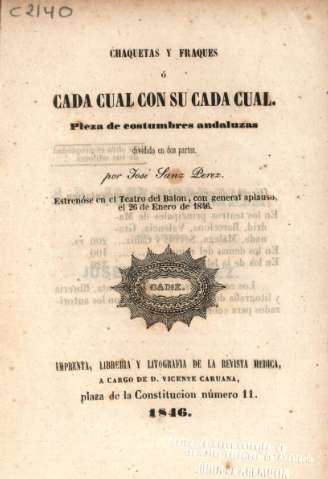 C2140
CHAQUETAS Y FRAQUES
ó
CADA CUAL CON SU CADA CUAL.
Pieza de costumbres andaluzas
dividida en dos partes.
por José Sanz Perez.
Estrenóse en el Teatro del Balon, con general aplauso,
el 26 de Enero de 1846.
CADIZ.
IMPRENTA, LIBRERIA Y LITOGRAFIA DE LA REVISTA MEDICA,
A CARGO DE D. VICENTE CARUANA,
plaza de la Constitucion número 11.
1846.